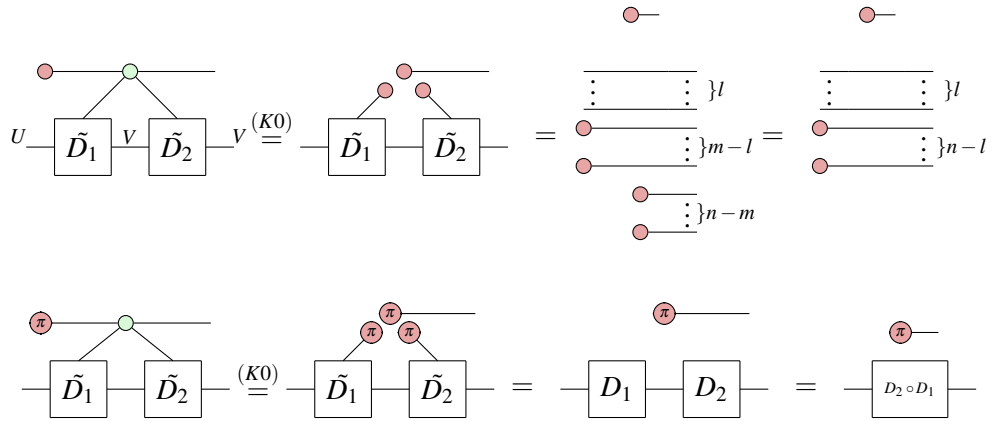 }l }l
U D̃₁ V D̃₂ V (K0) = D̃₁ D̃₂ = }m − l = }n − l
}n − m
π π π π π π
D̃₁ D̃₂ (K0) = D̃₁ D̃₂ = D₁ D₂ = D₂ ∘ D₁